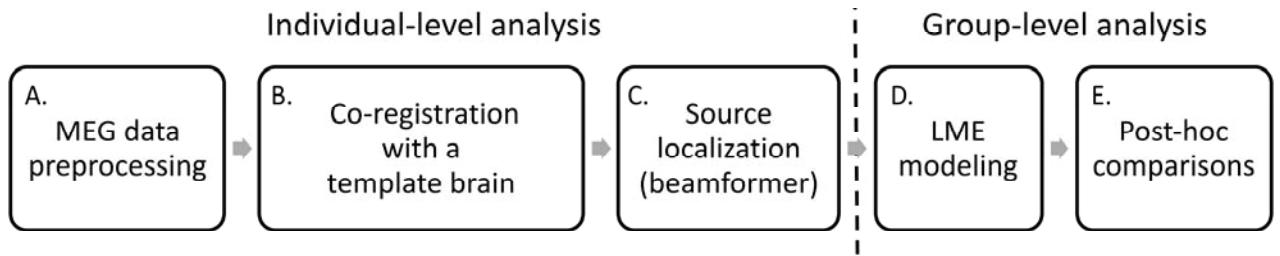 Individual-level analysis
Group-level analysis
A.
MEG data
preprocessing
B.
Co-registration
with a
template brain
C.
Source
localization
(beamformer)
D.
LME
modeling
E.
Post-hoc
comparisons